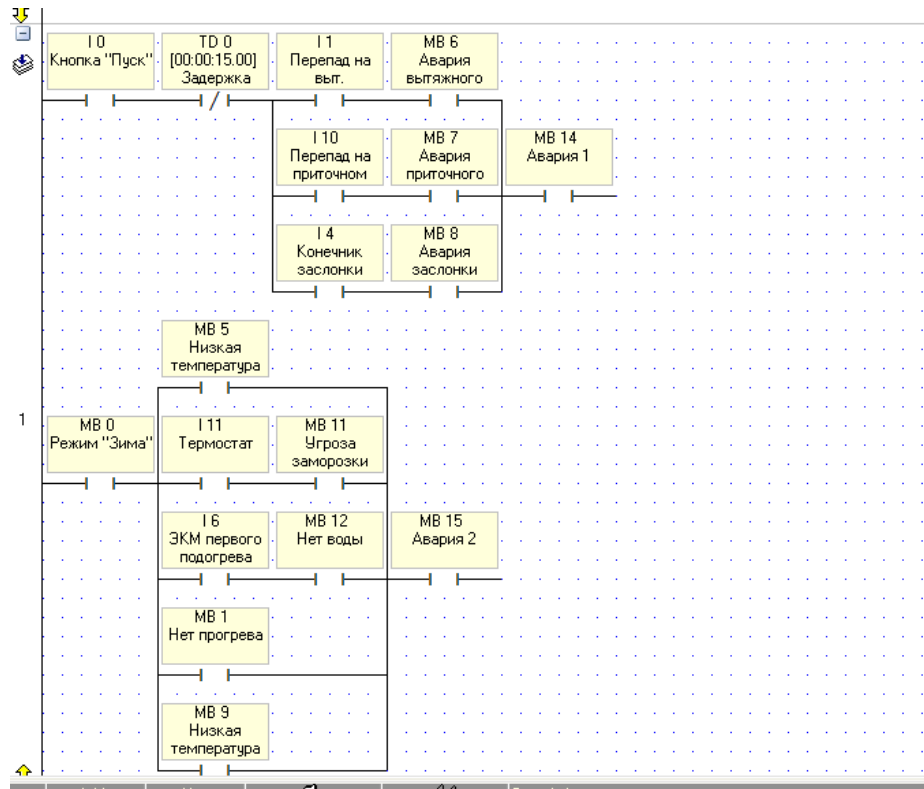 I 0
Кнопка "Пуск"
TD 0
[00:00:15.00]
Задержка
I 1
Перепад на
выт.
MB 6
Авария
вытяжного
I 10
Перепад на
приточном
MB 7
Авария
приточного
MB 14
Авария 1
I 4
Конечник
заслонки
MB 8
Авария
заслонки
MB 5
Низкая
температура
1
MB 0
Режим "Зима"
I 11
Термостат
MB 11
Угроза
заморозки
I 6
ЭКМ первого
подогрева
MB 12
Нет воды
MB 15
Авария 2
MB 1
Нет прогрева
MB 9
Низкая
температура